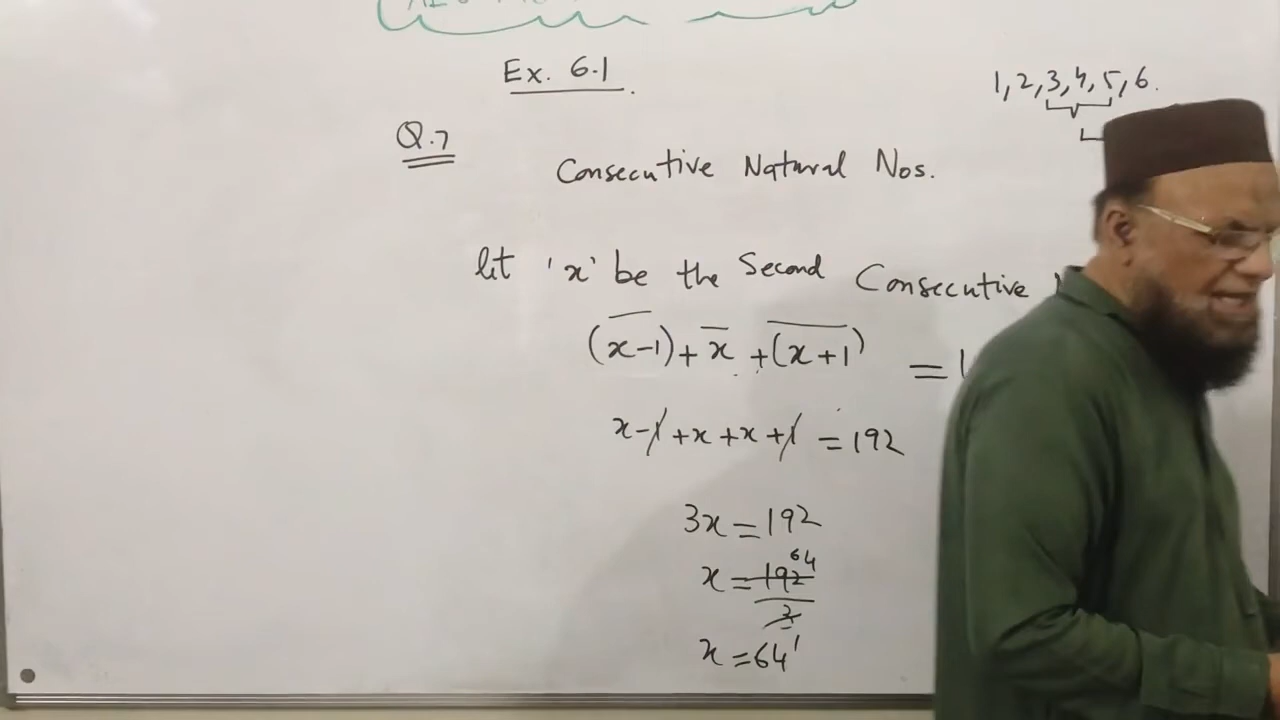 Ex. 6.1
1, 2, 3, 4, 5, 6.
Q.7
Consecutive Natural Nos.
let 'x' be the Second Consecutive
(x-1) + x + (x+1) =
x - 1 + x + x + 1 = 192
3x = 192
64
x = 192
3
x = 64